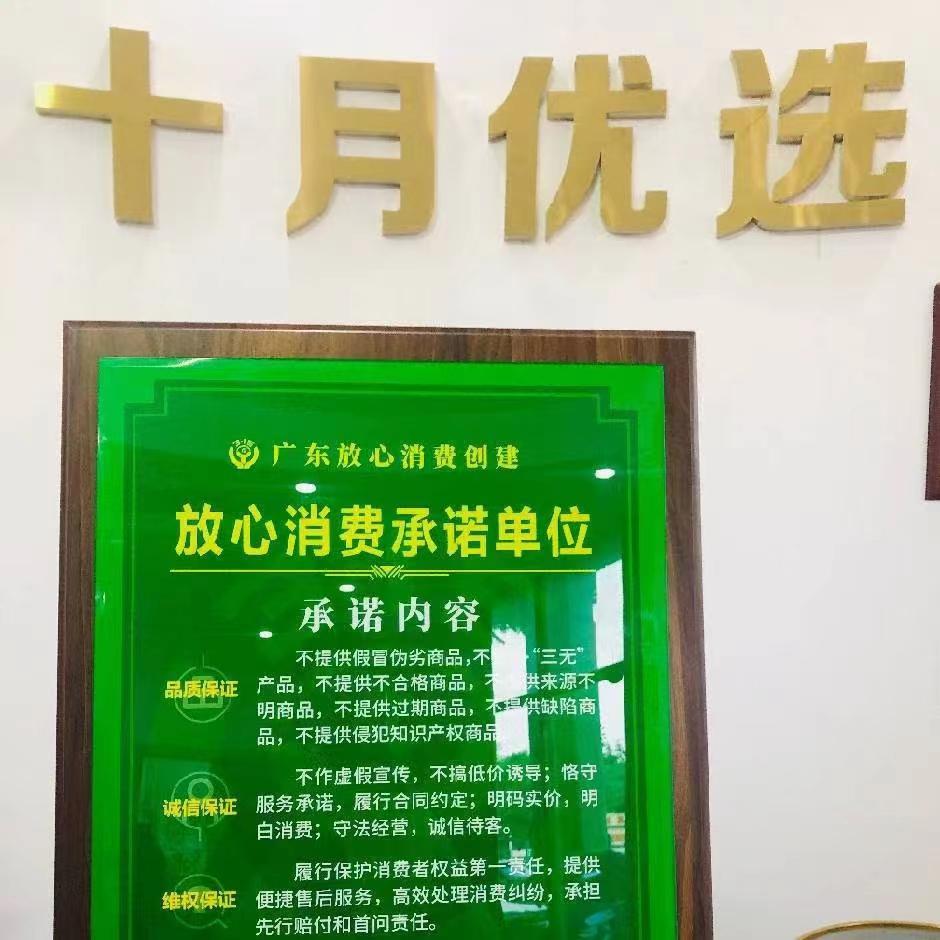 十月优选
广东放心消费创建
放心消费承诺单位
承诺内容
品质保证
不提供假冒伪劣商品,不 "三无"
产品，不提供不合格商品，不提供来源不
明商品，不提供过期商品，不提供缺陷商
品，不提供侵犯知识产权商品
诚信保证
不作虚假宣传，不搞低价诱导；恪守
服务承诺，履行合同约定；明码实价，明
白消费；守法经营，诚信待客。
维权保证
履行保护消费者权益第一责任，提供
便捷售后服务，高效处理消费纠纷，承担
先行赔付和首问责任。